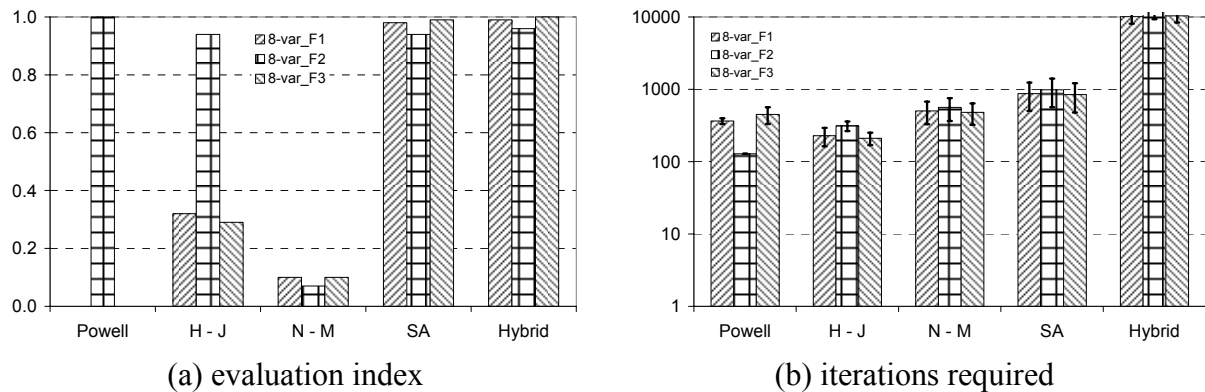 1.0
0.8
0.6
0.4
0.2
0.0
8-var_F1
8-var_F2
8-var_F3
Powell H - J N - M SA Hybrid
(a) evaluation index
10000
1000
100
10
1
8-var_F1
8-var_F2
8-var_F3
Powell H - J N - M SA Hybrid
(b) iterations required